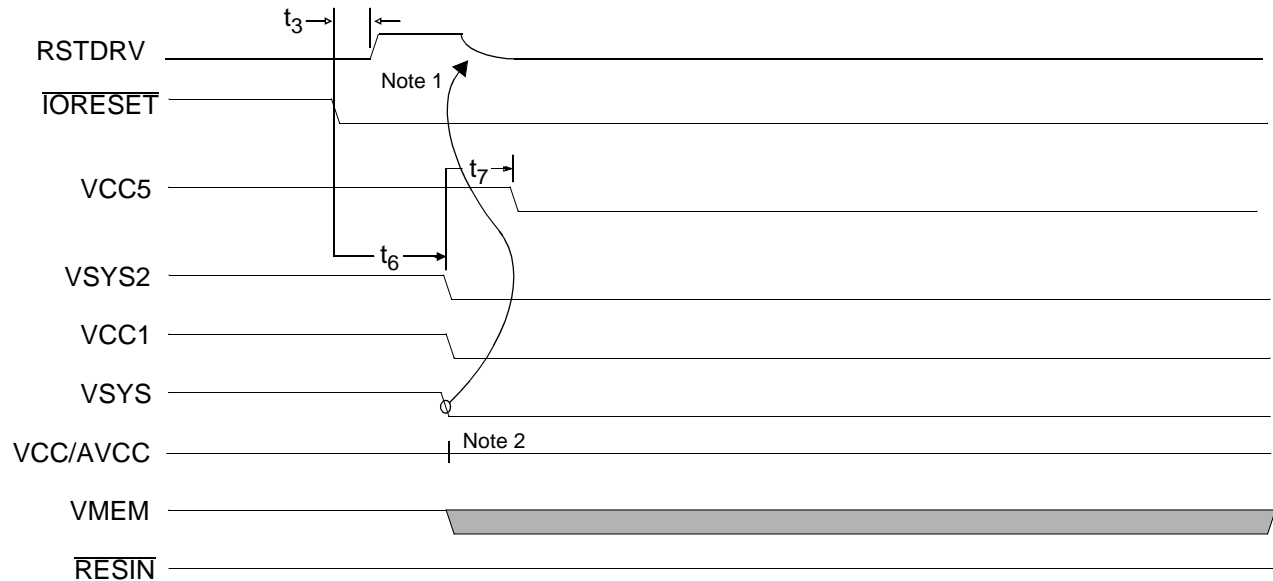 t3
RSTDRV
Note 1
IORESET
t7
VCC5
t6
VSYS2
VCC1
VSYS
Note 2
VCC/AVCC
VMEM
RESIN